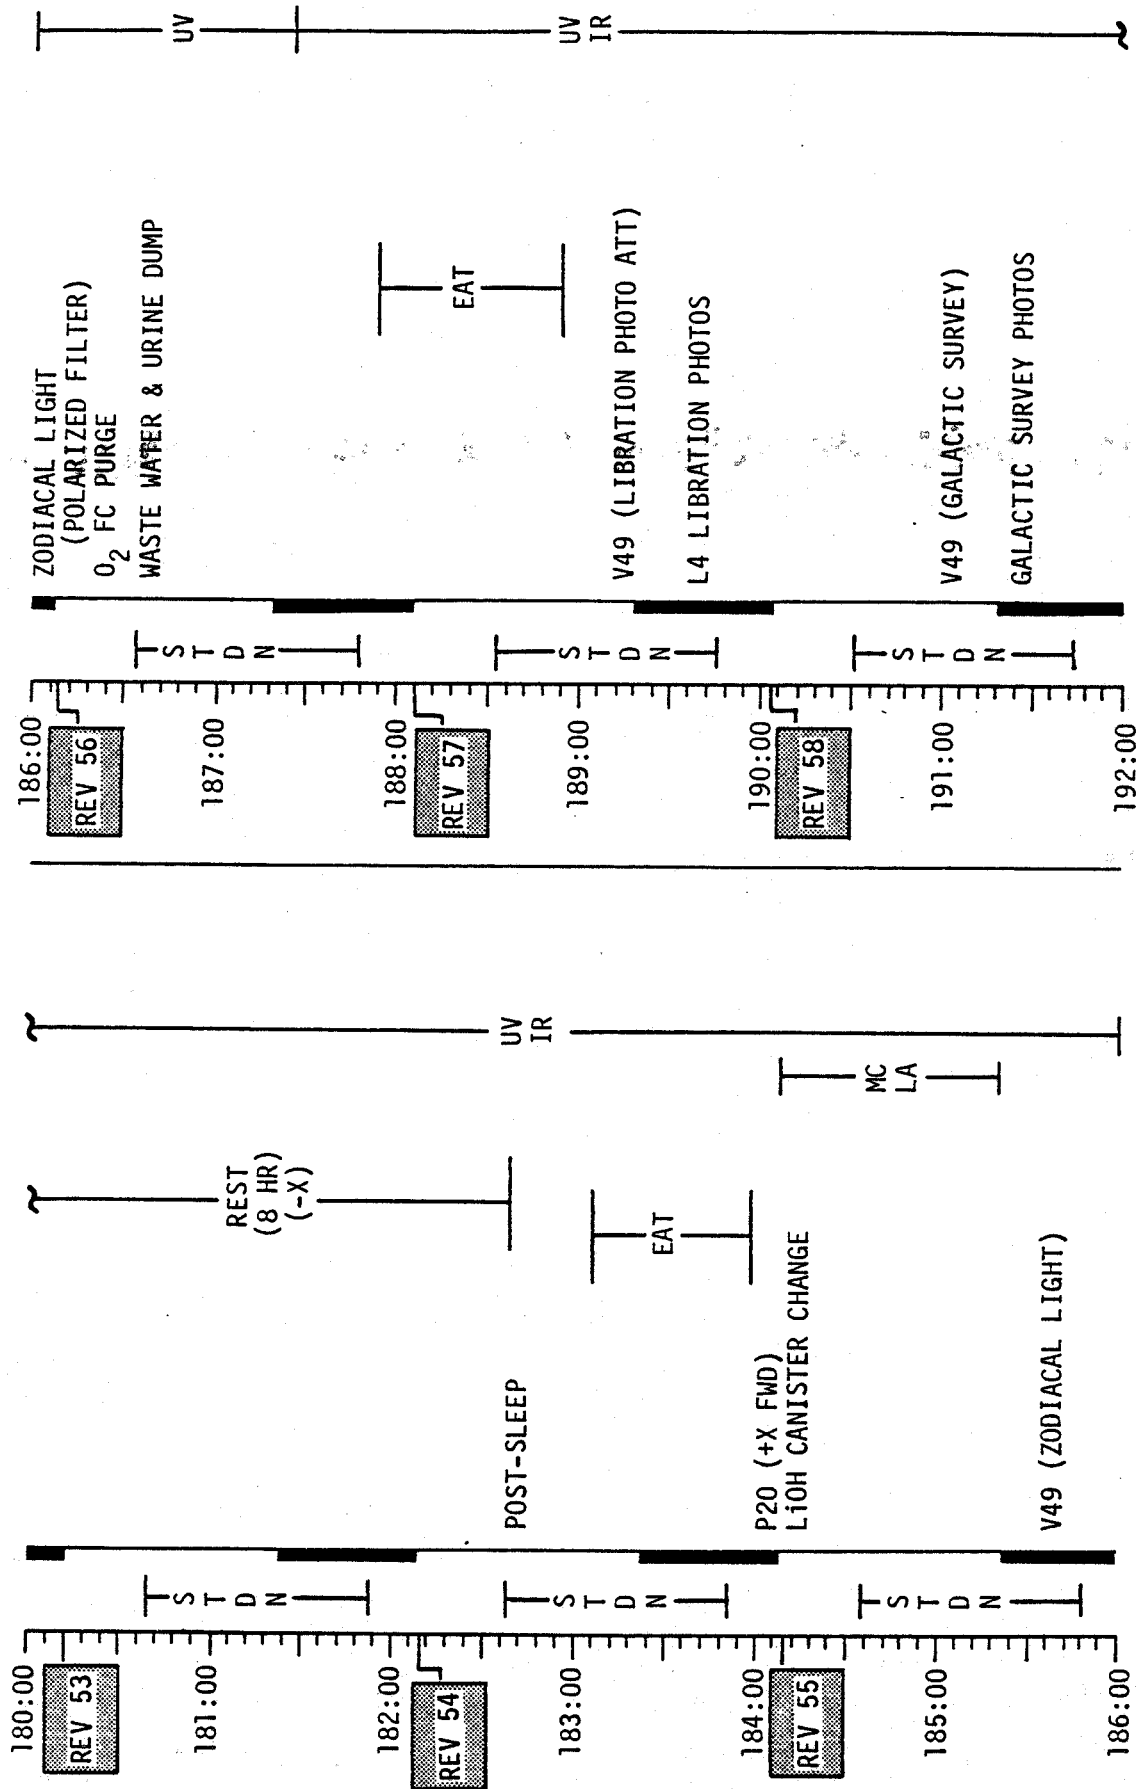 180:00
REV 53
181:00
182:00
REV 54
183:00
184:00
REV 55
185:00
186:00
STDN
STDN
STDN
POST-SLEEP
P20 (+X FWD)
LiOH CANISTER CHANGE
V49 (ZODIACAL LIGHT)
REST
(8 HR)
(-X)
EAT
MC
LA
UV
IR
186:00
REV 56
187:00
188:00
REV 57
189:00
190:00
REV 58
191:00
192:00
STDN
STDN
STDN
ZODIACAL LIGHT
(POLARIZED FILTER)
O2 FC PURGE
WASTE WATER & URINE DUMP
EAT
V49 (LIBRATION PHOTO ATT)
L4 LIBRATION PHOTOS
V49 (GALACTIC SURVEY)
GALACTIC SURVEY PHOTOS
UV
UV
IR